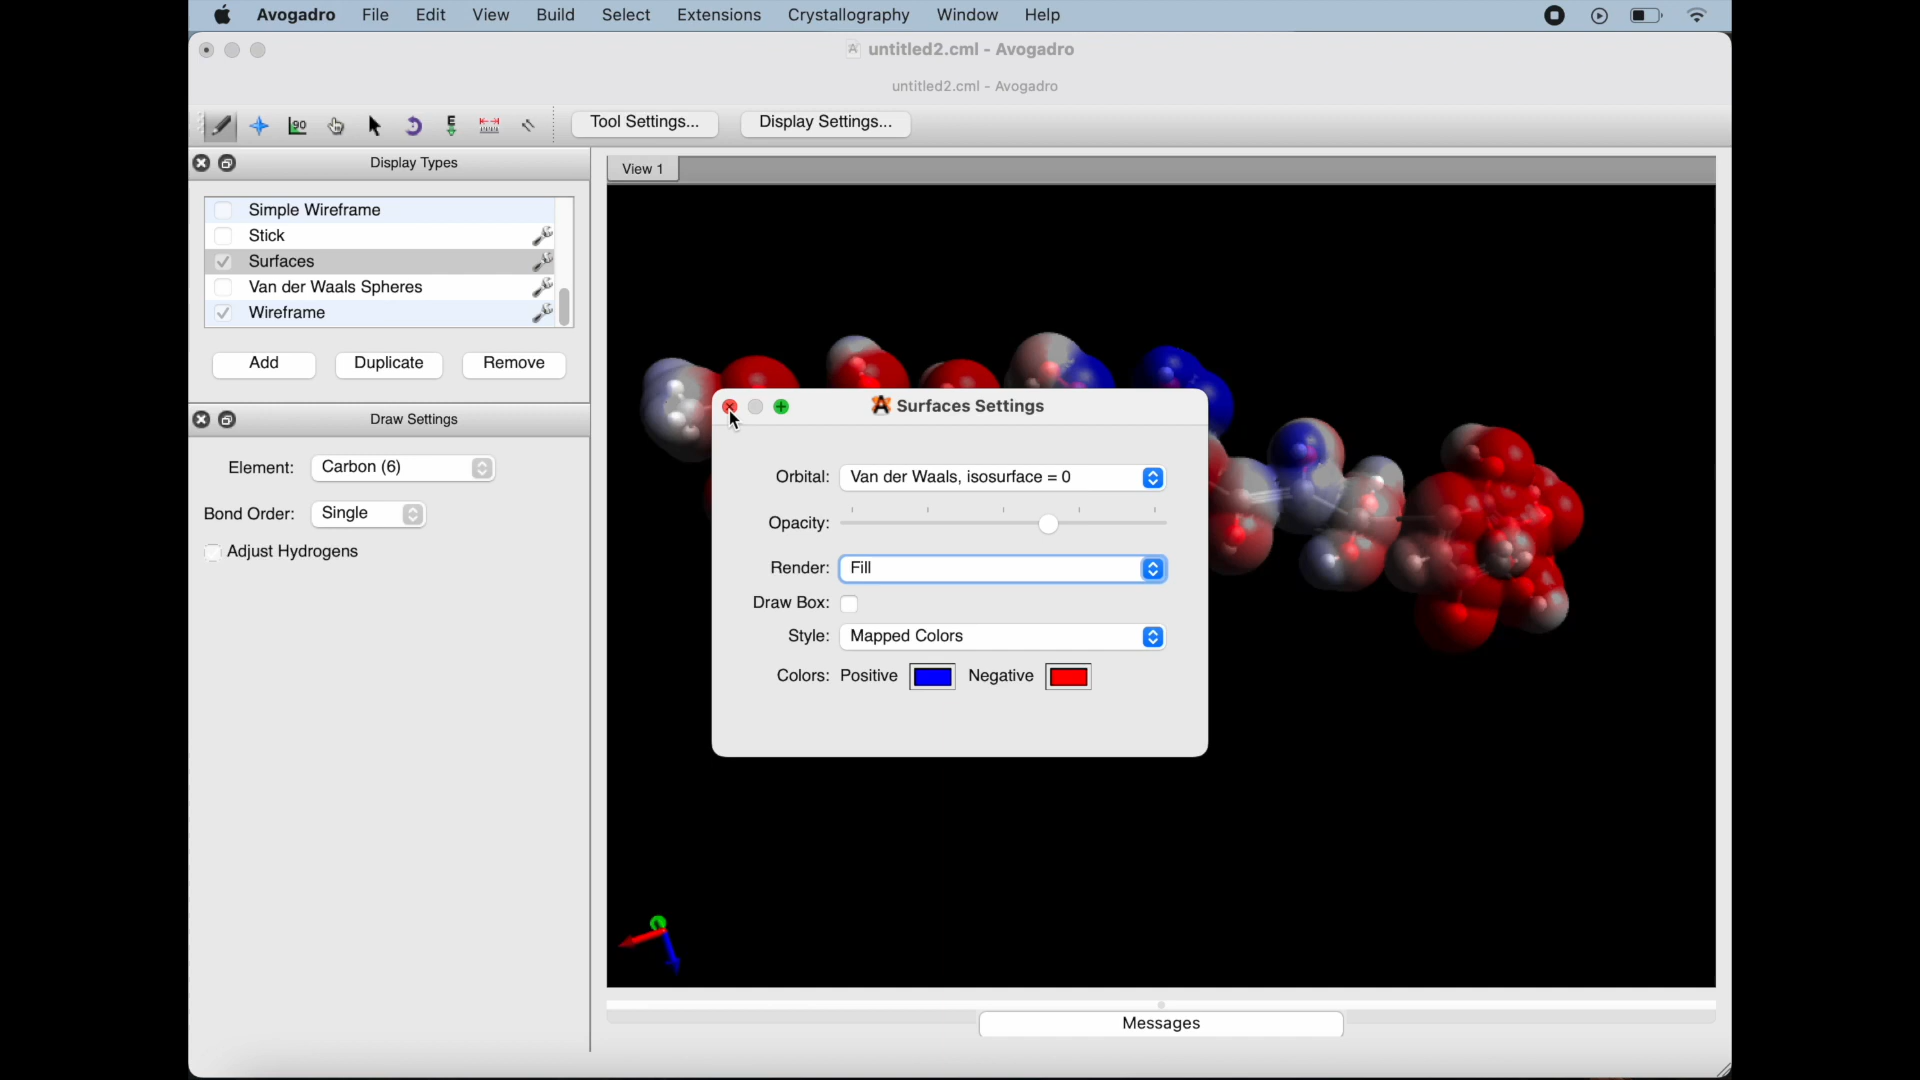 Avogadro File Edit View Build Select Extensions Crystallography Window Help
untitled2.cml - Avogadro
untitled2.cml - Avogadro
90 E Tool Settings... Display Settings...
Display Types
View 1
Simple Wireframe
Stick
Surfaces
Van der Waals Spheres
Wireframe
Add Duplicate Remove
Draw Settings
Element: Carbon (6)
Bond Order: Single
Adjust Hydrogens
Surfaces Settings
Orbital: Van der Waals, isosurface = 0
Opacity:
Render: Fill
Draw Box:
Style: Mapped Colors
Colors: Positive Negative
Messages